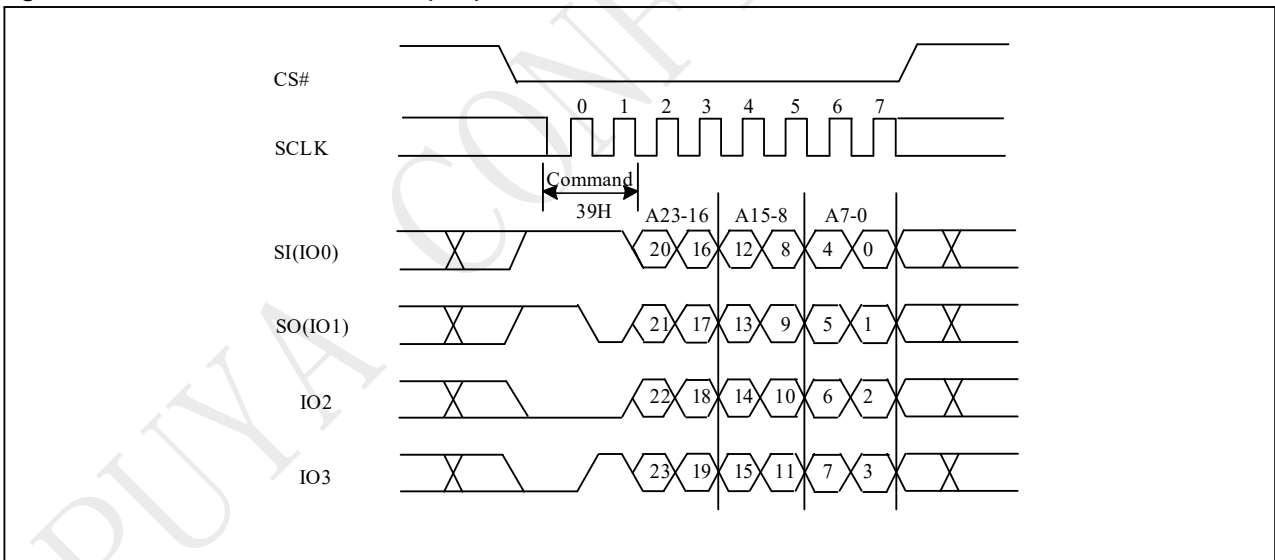 CS#
0 1 2 3 4 5 6 7
SCLK
Command
39H
A23-16 A15-8 A7-0
SI(IO0)
20 16 12 8 4 0
SO(IO1)
21 17 13 9 5 1
IO2
22 18 14 10 6 2
IO3
23 19 15 11 7 3
PUYA